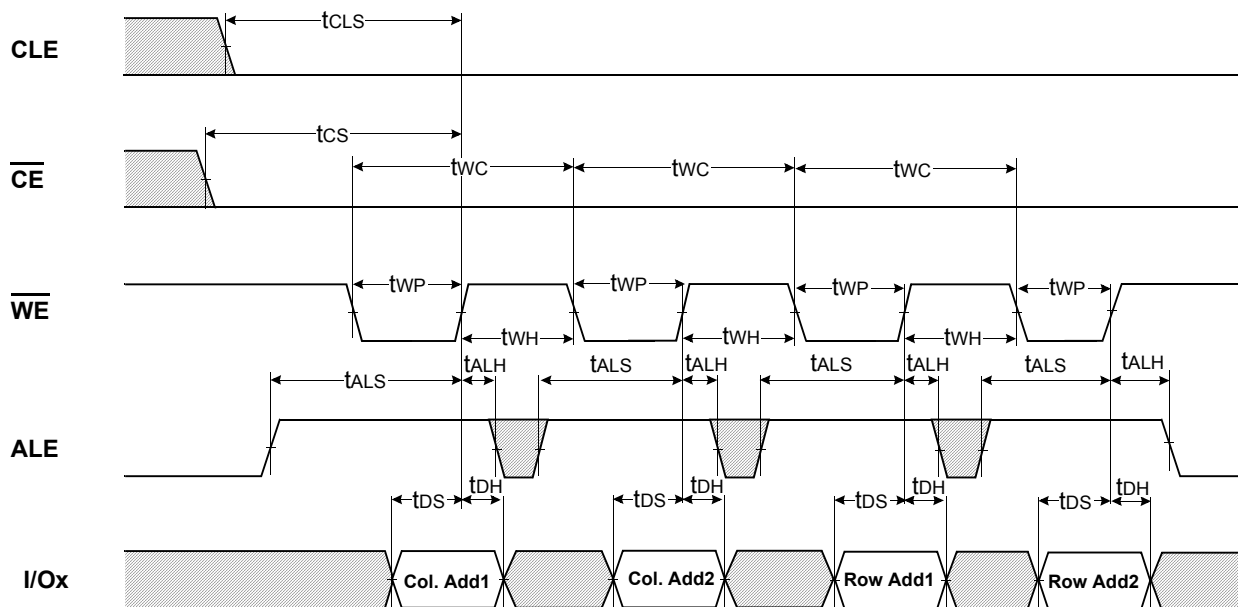 CLE
tCLS
CE
tCS
tWC tWC tWC
WE
tWP tWP tWP tWP
tWH tWH tWH
ALE
tALS tALH tALS tALH tALS tALH tALS tALH
tDS tDH tDS tDH tDS tDH tDS tDH
I/Ox
Col. Add1 Col. Add2 Row Add1 Row Add2